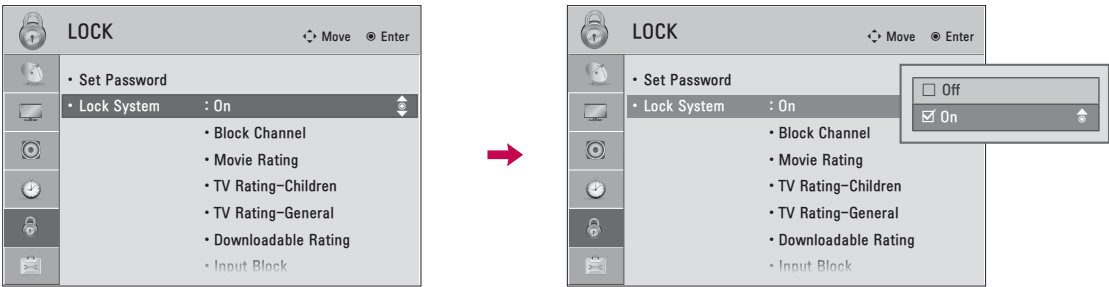 LOCK
Move Enter
• Set Password
• Lock System : On
• Block Channel
• Movie Rating
• TV Rating-Children
• TV Rating-General
• Downloadable Rating
• Input Block
LOCK
Move Enter
• Set Password
• Lock System : On
• Block Channel
• Movie Rating
• TV Rating-Children
• TV Rating-General
• Downloadable Rating
• Input Block
☐ Off
☑ On